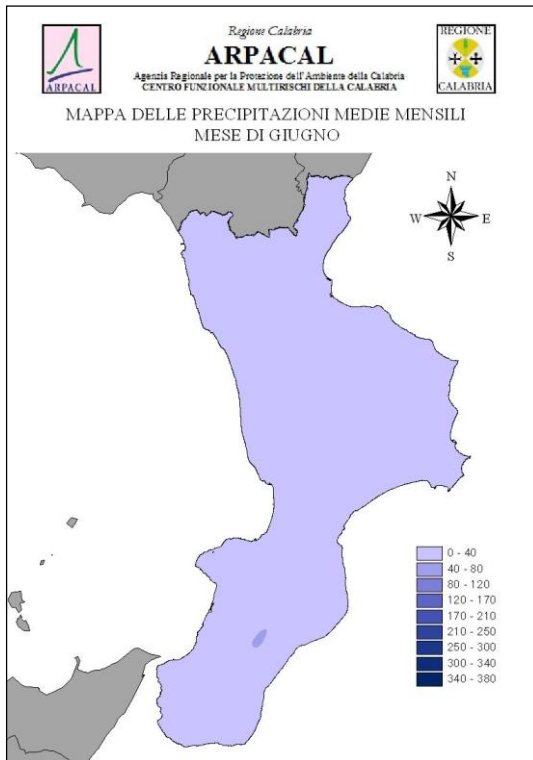 Regione Calabria
ARPACAL
Agenzia Regionale per la Protezione dell'Ambiente della Calabria
CENTRO FUNZIONALE MULTIRISCHI DELLA CALABRIA
ARPACAL
REGIONE
CALABRIA
MAPPA DELLE PRECIPITAZIONI MEDIE MENSILI
MESE DI GIUGNO
N
W
E
S
0 - 40
40 - 80
80 - 120
120 - 170
170 - 210
210 - 250
250 - 300
300 - 340
340 - 380